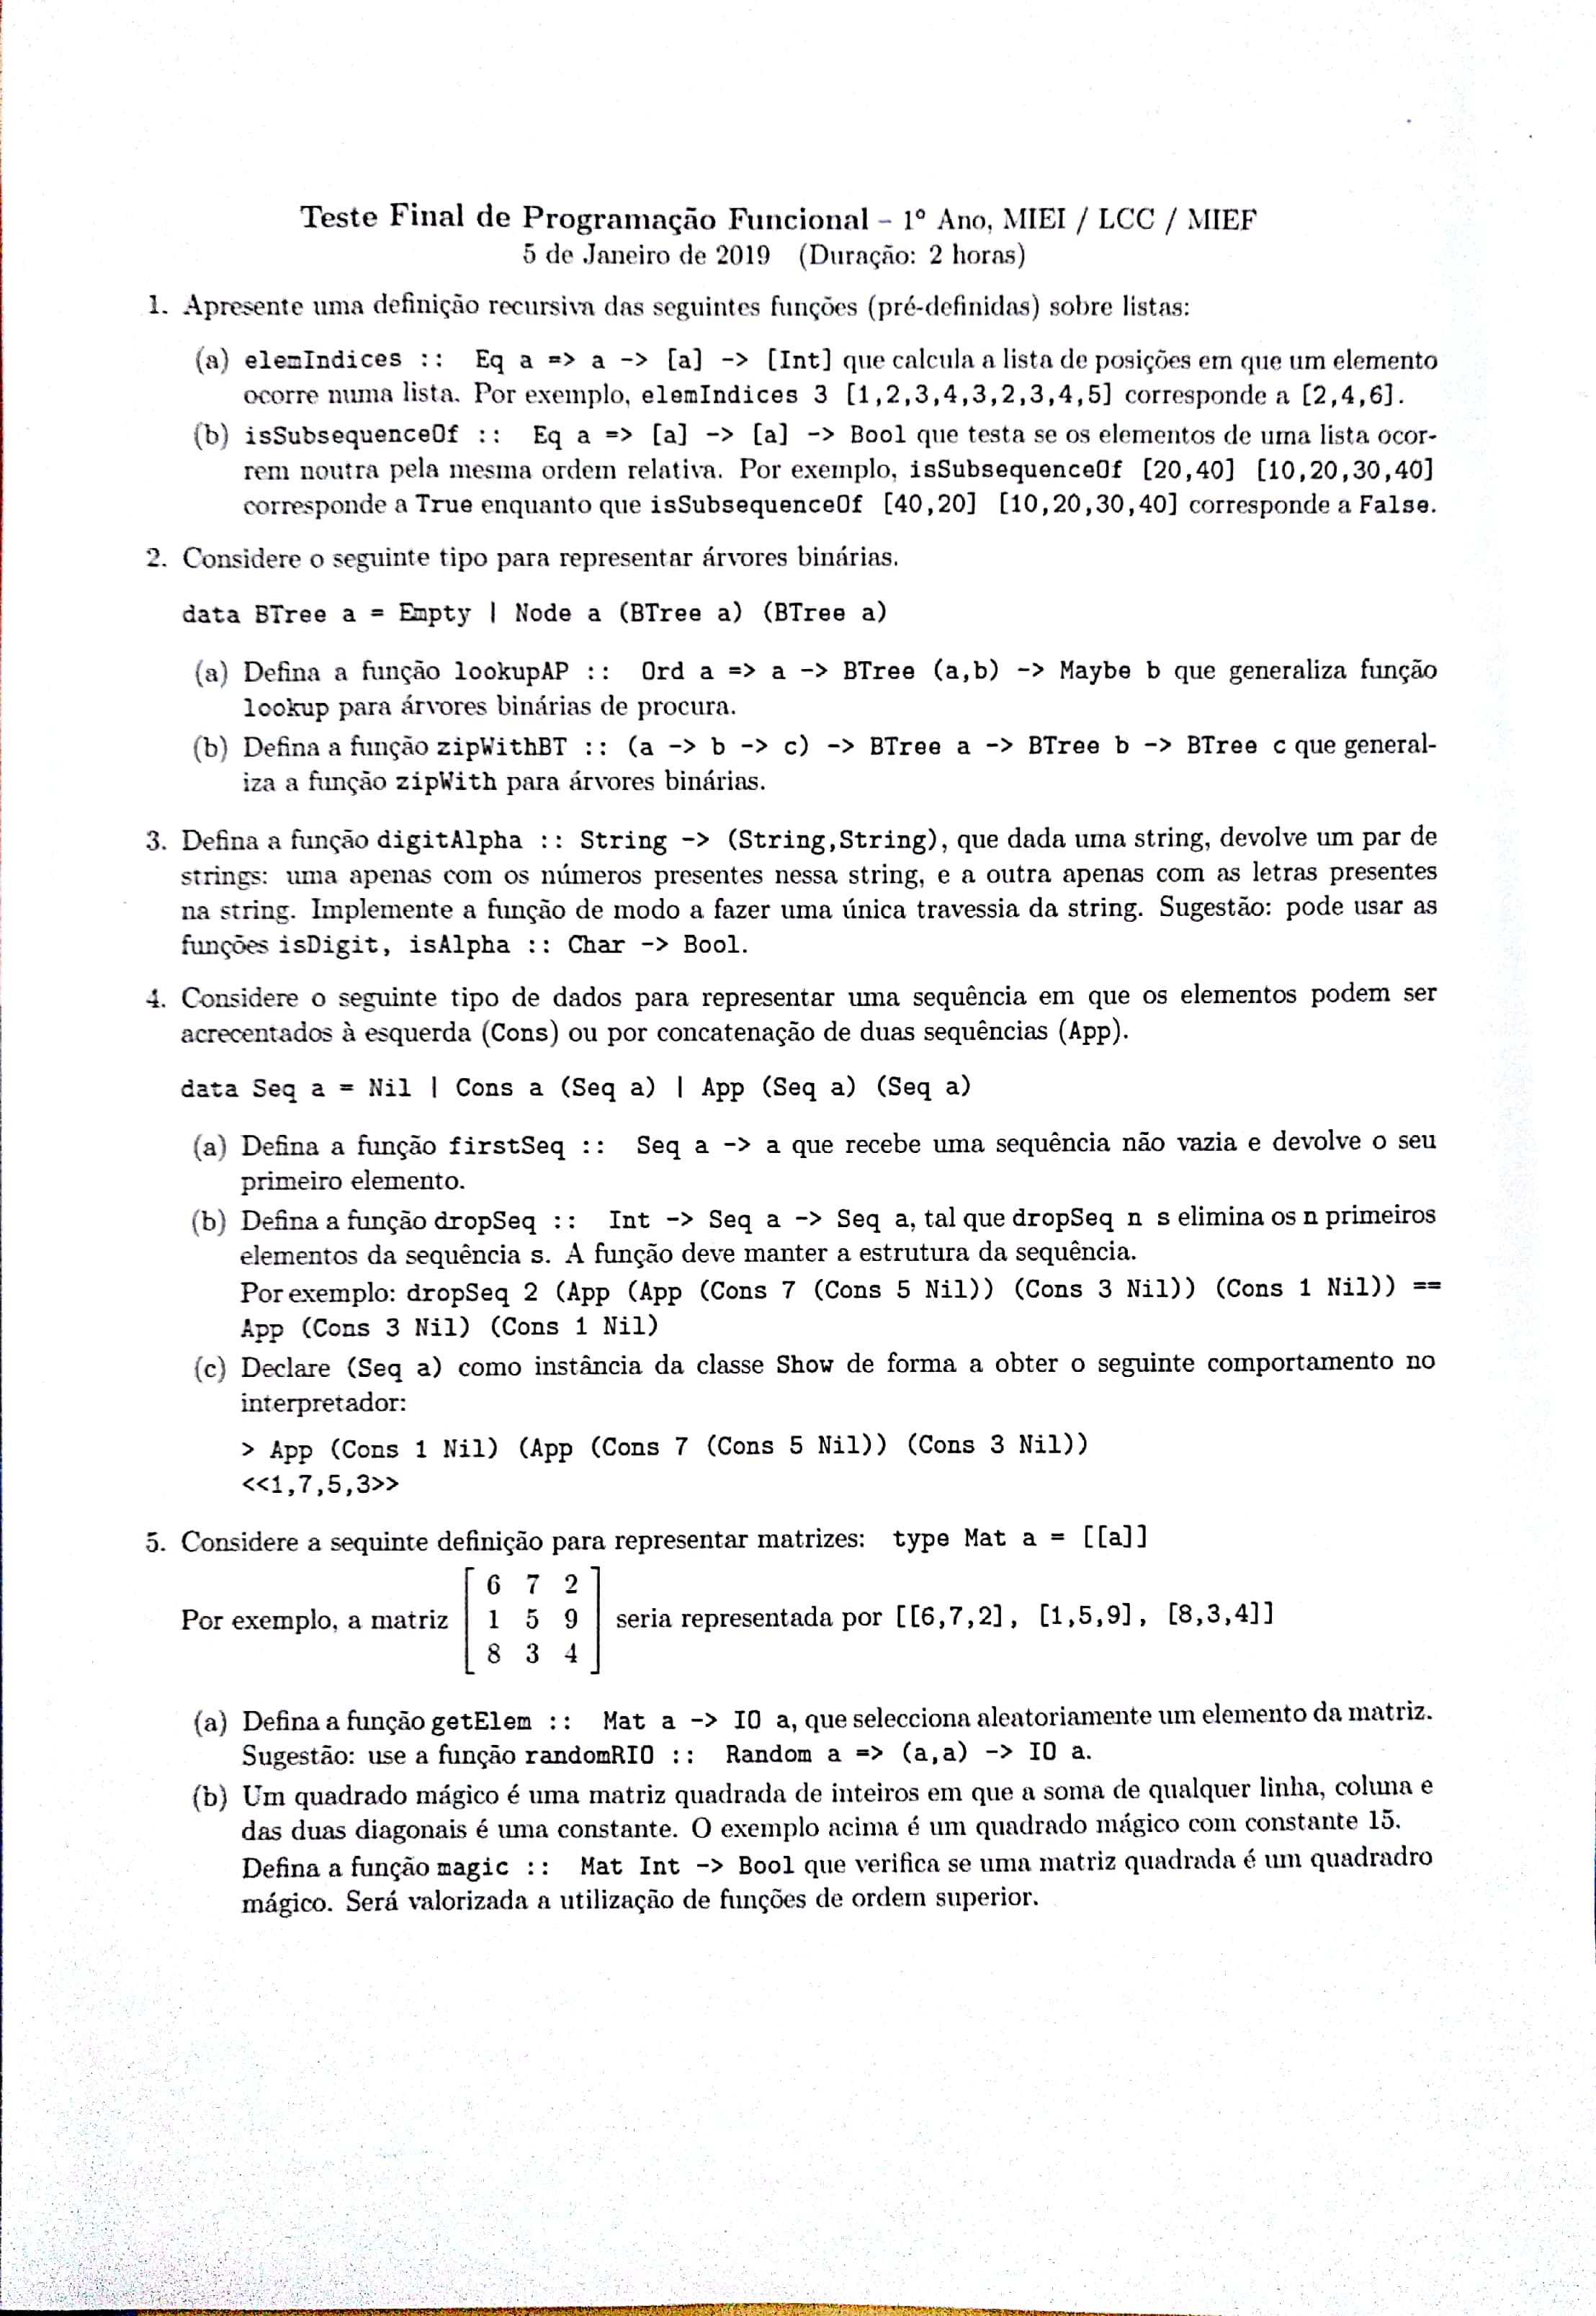 Teste Final de Programação Funcional – 1º Ano, MIEI / LCC / MIEF
5 de Janeiro de 2019 (Duração: 2 horas)
1. Apresente uma definição recursiva das seguintes funções (pré-definidas) sobre listas:
(a) elemIndices :: Eq a => a -> [a] -> [Int] que calcula a lista de posições em que um elemento
ocorre numa lista. Por exemplo, elemIndices 3 [1,2,3,4,3,2,3,4,5] corresponde a [2,4,6].
(b) isSubsequenceOf :: Eq a => [a] -> [a] -> Bool que testa se os elementos de uma lista ocor-
rem noutra pela mesma ordem relativa. Por exemplo, isSubsequenceOf [20,40] [10,20,30,40]
corresponde a True enquanto que isSubsequenceOf [40,20] [10,20,30,40] corresponde a False.
2. Considere o seguinte tipo para representar árvores binárias.
data BTree a = Empty | Node a (BTree a) (BTree a)
(a) Defina a função lookupAP :: Ord a => a -> BTree (a,b) -> Maybe b que generaliza função
lookup para árvores binárias de procura.
(b) Defina a função zipWithBT :: (a -> b -> c) -> BTree a -> BTree b -> BTree c que general-
iza a função zipWith para árvores binárias.
3. Defina a função digitAlpha :: String -> (String,String), que dada uma string, devolve um par de
strings: uma apenas com os números presentes nessa string, e a outra apenas com as letras presentes
na string. Implemente a função de modo a fazer uma única travessia da string. Sugestão: pode usar as
funções isDigit, isAlpha :: Char -> Bool.
4. Considere o seguinte tipo de dados para representar uma sequência em que os elementos podem ser
acrecentados à esquerda (Cons) ou por concatenação de duas sequências (App).
data Seq a = Nil | Cons a (Seq a) | App (Seq a) (Seq a)
(a) Defina a função firstSeq :: Seq a -> a que recebe uma sequência não vazia e devolve o seu
primeiro elemento.
(b) Defina a função dropSeq :: Int -> Seq a -> Seq a, tal que dropSeq n s elimina os n primeiros
elementos da sequência s. A função deve manter a estrutura da sequência.
Por exemplo: dropSeq 2 (App (App (Cons 7 (Cons 5 Nil)) (Cons 3 Nil)) (Cons 1 Nil)) ==
App (Cons 3 Nil) (Cons 1 Nil)
(c) Declare (Seq a) como instância da classe Show de forma a obter o seguinte comportamento no
interpretador:
> App (Cons 1 Nil) (App (Cons 7 (Cons 5 Nil)) (Cons 3 Nil))
<<1,7,5,3>>
5. Considere a sequinte definição para representar matrizes: type Mat a = [[a]]
6 7 2
Por exemplo, a matriz 1 5 9 seria representada por [[6,7,2], [1,5,9], [8,3,4]]
8 3 4
(a) Defina a função getElem :: Mat a -> IO a, que selecciona aleatoriamente um elemento da matriz.
Sugestão: use a função randomRIO :: Random a => (a,a) -> IO a.
(b) Um quadrado mágico é uma matriz quadrada de inteiros em que a soma de qualquer linha, coluna e
das duas diagonais é uma constante. O exemplo acima é um quadrado mágico com constante 15.
Defina a função magic :: Mat Int -> Bool que verifica se uma matriz quadrada é um quadradro
mágico. Será valorizada a utilização de funções de ordem superior.